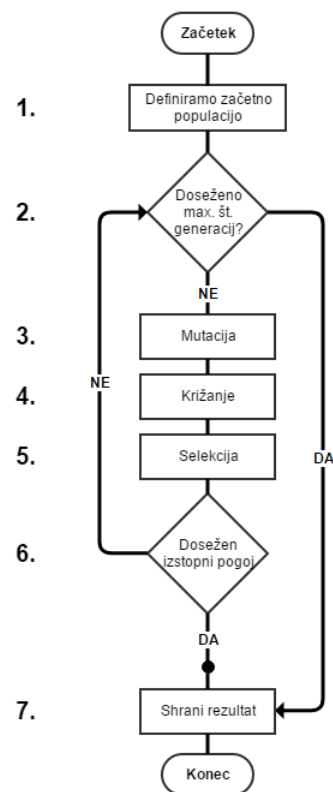 Začetek
1.
Definiramo začetno
populacijo
2.
Doseženo
max. št.
generacij?
NE
3.
Mutacija
NE
4.
Križanje
5.
Selekcija
DA
6.
Dosežen
izstopni pogoj
DA
7.
Shrani rezultat
Konec